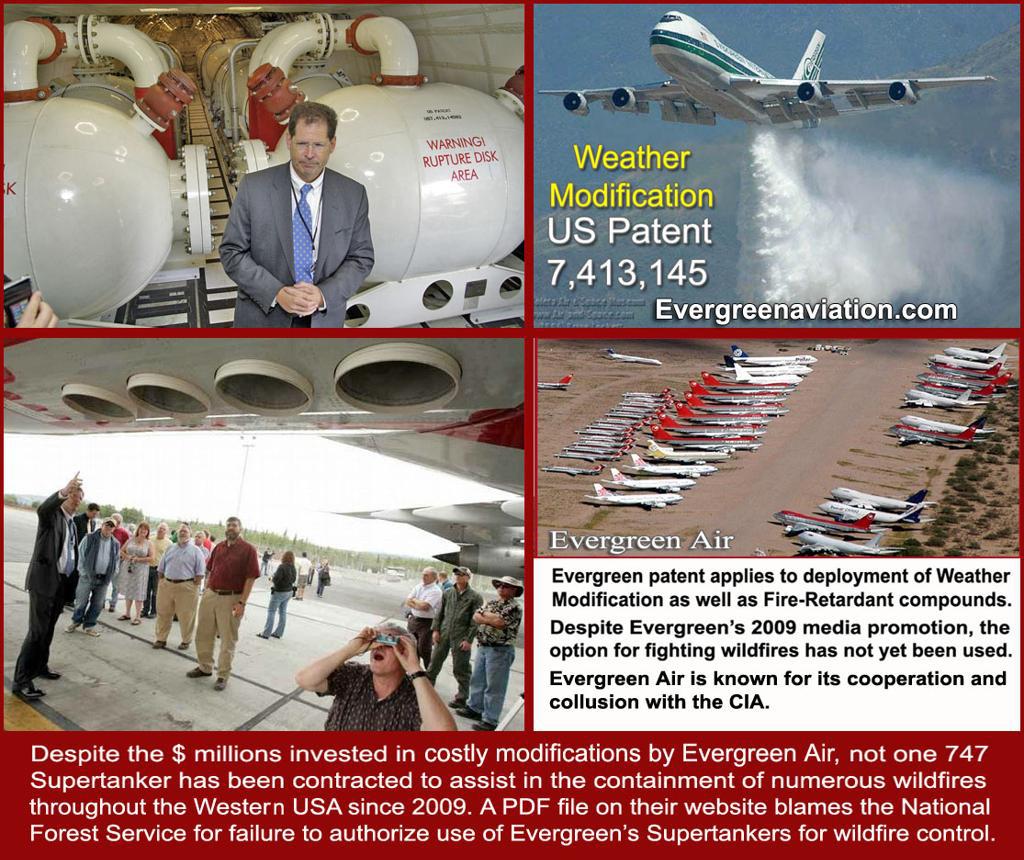 SK
US PATENT
WARNING!
RUPTURE DISK
AREA
Weather
Modification
US Patent
7,413,145
Evergreenaviation.com
Evergreen Air
Evergreen patent applies to deployment of Weather
Modification as well as Fire-Retardant compounds.
Despite Evergreen's 2009 media promotion, the
option for fighting wildfires has not yet been used.
Evergreen Air is known for its cooperation and
collusion with the CIA.
Despite the $ millions invested in costly modifications by Evergreen Air, not one 747
Supertanker has been contracted to assist in the containment of numerous wildfires
throughout the Western USA since 2009. A PDF file on their website blames the National
Forest Service for failure to authorize use of Evergreen's Supertankers for wildfire control.